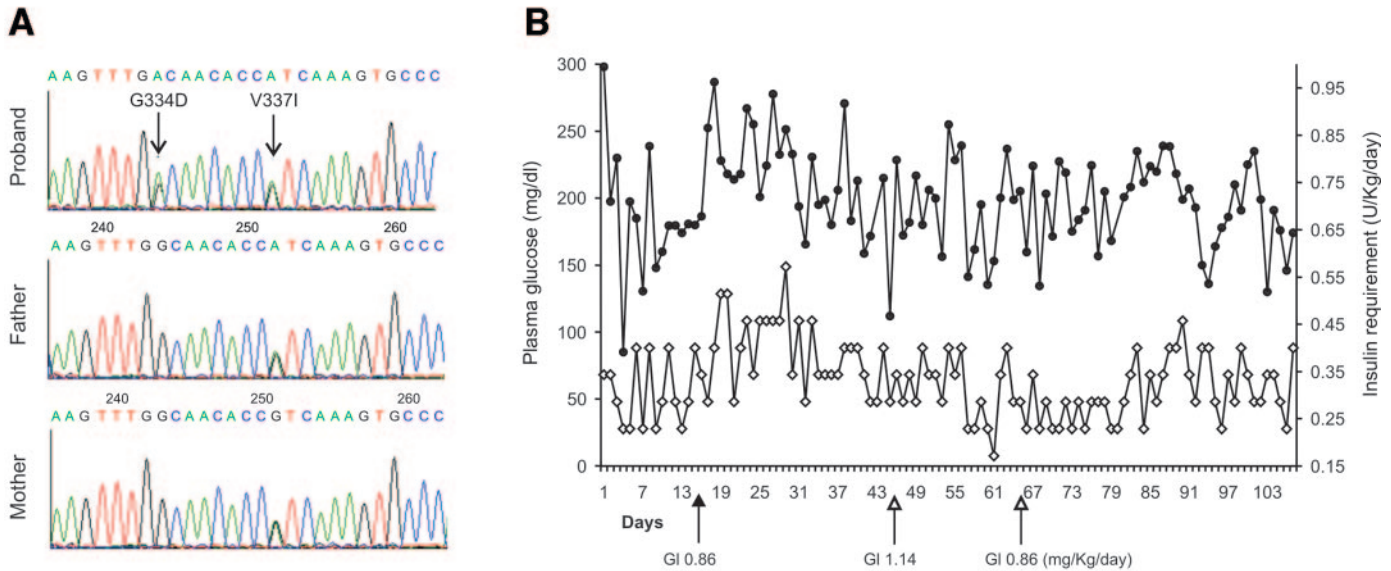 A
AAGTTTGACAACACCATCAAAGTGCCC
G334D V337I
Proband
240 250 260
AAGTTTGGCAACACCATCAAAGTGCCC
Father
240 250 260
AAGTTTGGCAACACCGTCAAAGTGCCC
Mother
B
300
250
200
150
100
50
0
Plasma glucose (mg/dl)
0.95
0.85
0.75
0.65
0.55
0.45
0.35
0.25
0.15
Insulin requirement (U/Kg/day)
1 7 13 19 25 31 37 43 49 55 61 67 73 79 85 91 97 103
Days
GI 0.86 GI 1.14 GI 0.86 (mg/Kg/day)